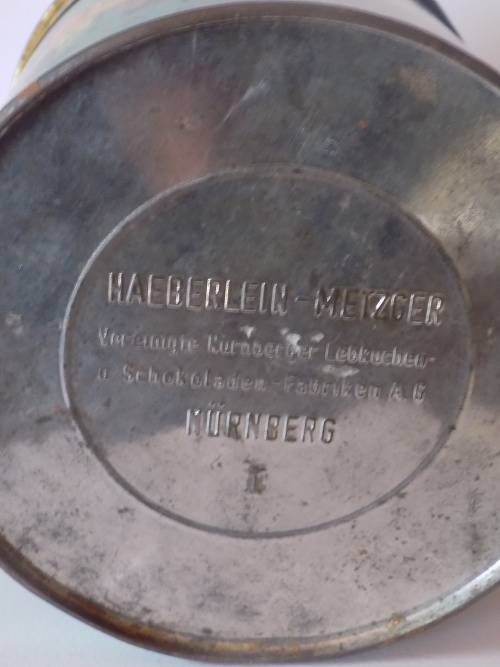 HAEBERLEIN-METZGER
Vereinigte Nürnberger Lebkuchen-
u Schokoladen-Fabriken A G
NÜRNBERG